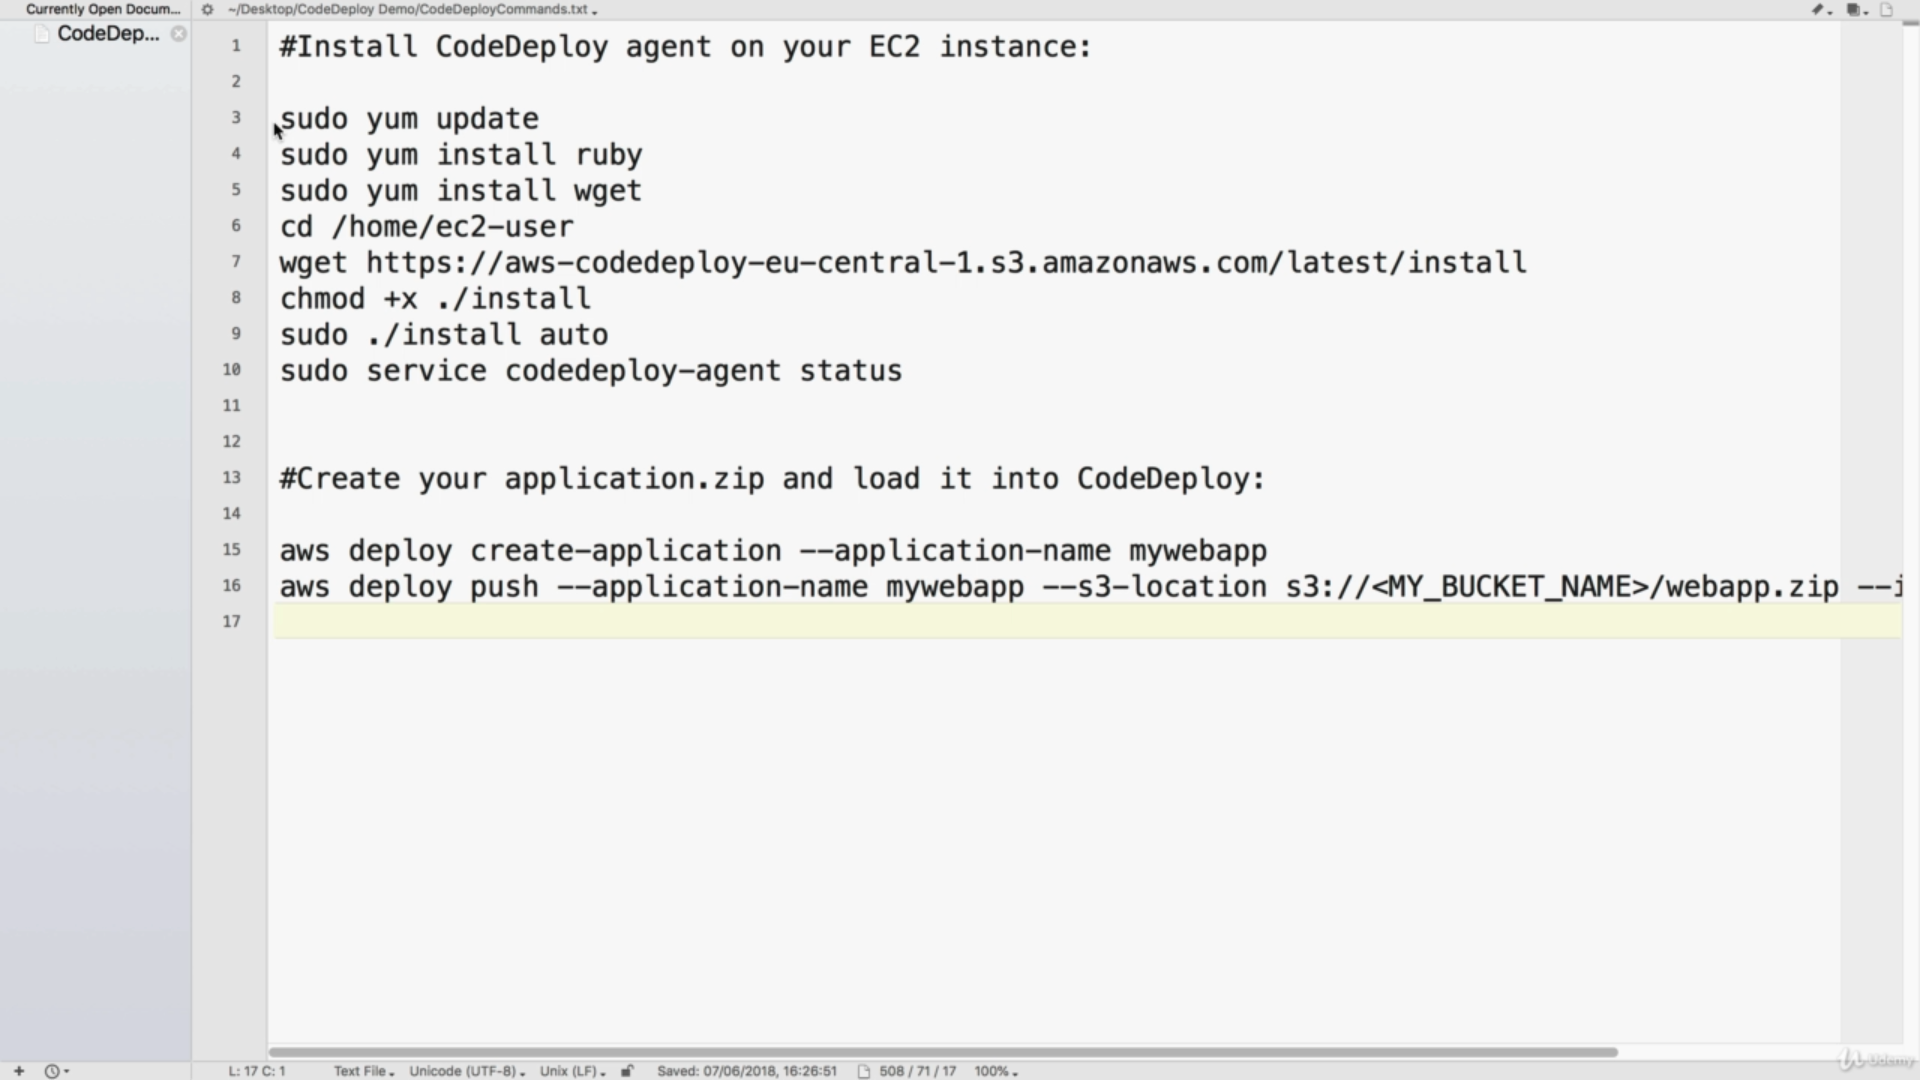 Currently Open Docum...
~/Desktop/CodeDeploy Demo/CodeDeployCommands.txt
CodeDep...
1 #Install CodeDeploy agent on your EC2 instance:
2
3 sudo yum update
4 sudo yum install ruby
5 sudo yum install wget
6 cd /home/ec2-user
7 wget https://aws-codedeploy-eu-central-1.s3.amazonaws.com/latest/install
8 chmod +x ./install
9 sudo ./install auto
10 sudo service codedeploy-agent status
11
12
13 #Create your application.zip and load it into CodeDeploy:
14
15 aws deploy create-application --application-name mywebapp
16 aws deploy push --application-name mywebapp --s3-location s3://<MY_BUCKET_NAME>/webapp.zip --i
17
L: 17 C: 1 Text File Unicode (UTF-8) Unix (LF) Saved: 07/06/2018, 16:26:51 508 / 71 / 17 100%
Udemy